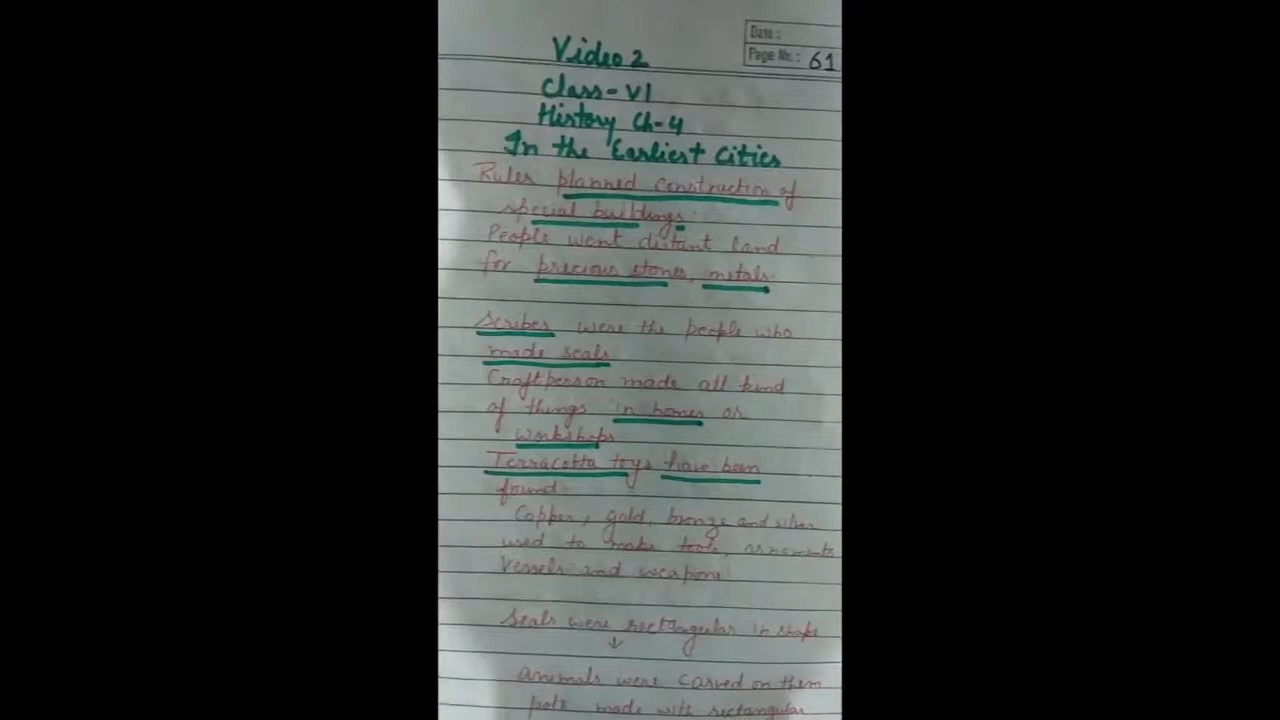 Date :
Page No. : 61
Video 2
Class - VI
History Ch-4
In the Earliest Cities
Ruler planned construction of
special buildings.
People went distant land
for precious stones, metals.
Scribes were the people who
made seals
Craftperson made all kind
of things in homes or
workshops
Terracotta toys have been
found.
Copper, gold, bronze and silver
used to make tools, ornaments
Vessels and weapons
Seals were rectangular in shape
↓
animals were carved on them
pots made with rectangular